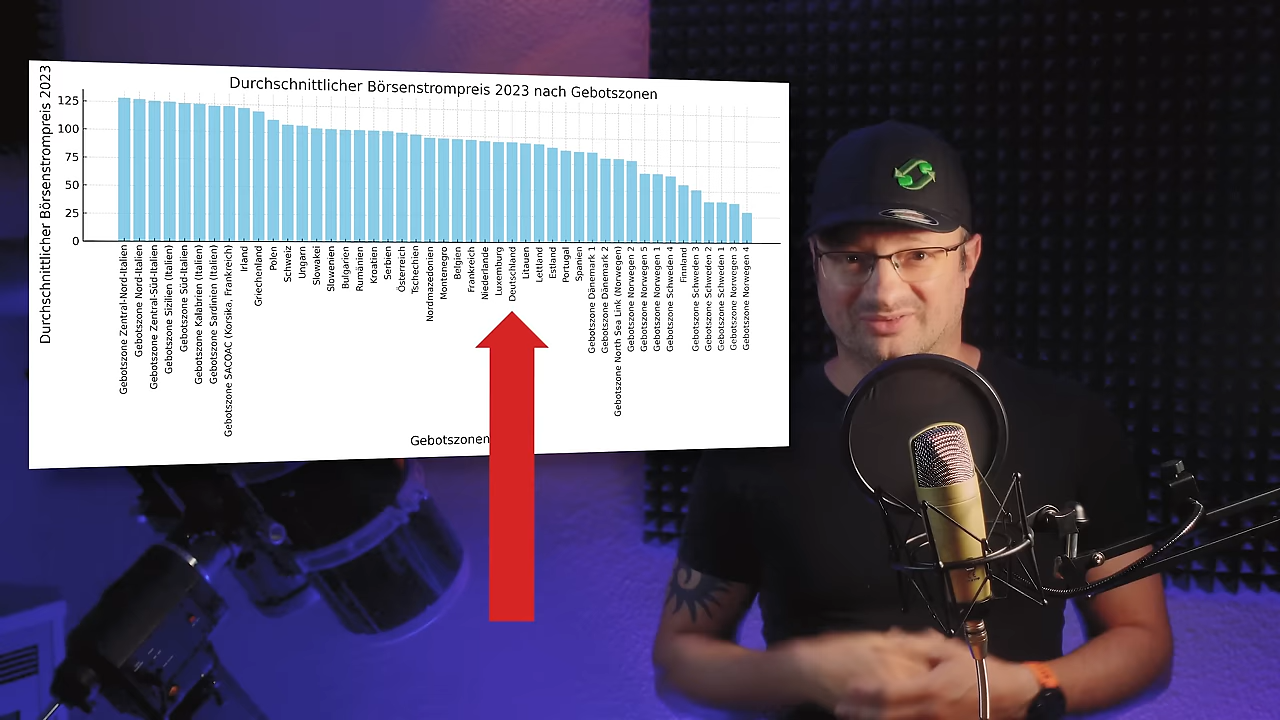 Durchschnittlicher Börsenstrompreis 2023 nach Gebotszonen
Durchschnittlicher Börsenstrompreis 2023
125
100
75
50
25
0
Gebotszone Zentral-Nord-Italien
Gebotszone Nord-Italien
Gebotszone Zentral-Süd-Italien
Gebotszone Sizilien (Italien)
Gebotszone Süd-Italien
Gebotszone Kalabrien (Italien)
Gebotszone Sardinien (Italien)
Gebotszone SACOAC (Korsika, Frankreich)
Irland
Griechenland
Polen
Schweiz
Ungarn
Slowakei
Slowenien
Bulgarien
Rumänien
Kroatien
Serbien
Österreich
Tschechien
Nordmazedonien
Montenegro
Belgien
Frankreich
Niederlande
Luxemburg
Deutschland
Litauen
Lettland
Estland
Portugal
Spanien
Gebotszone Dänemark 1
Gebotszone Dänemark 2
Gebotszone North Sea Link (Norwegen)
Gebotszone Norwegen 2
Gebotszone Norwegen 5
Gebotszone Norwegen 1
Gebotszone Schweden 4
Finnland
Gebotszone Schweden 3
Gebotszone Schweden 2
Gebotszone Schweden 1
Gebotszone Norwegen 3
Gebotszone Norwegen 4
Gebotszonen